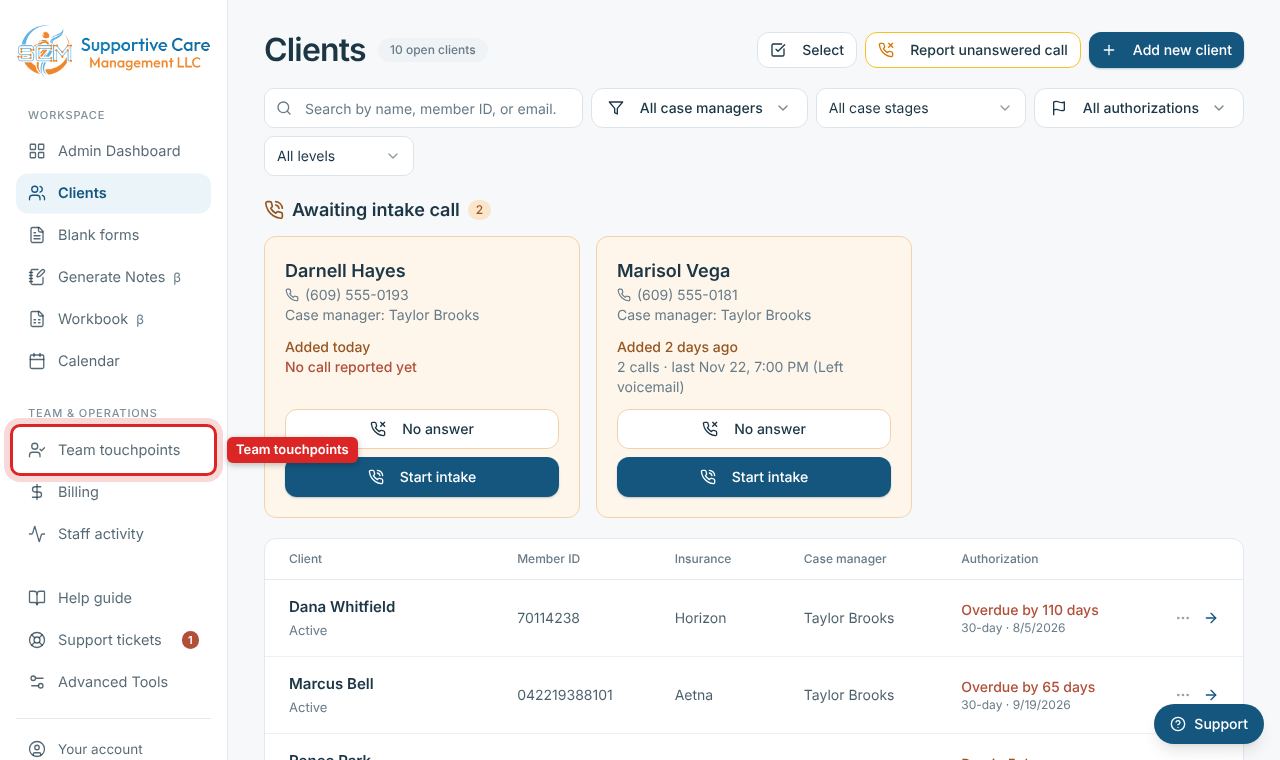 SCM
Supportive Care
Management LLC
WORKSPACE
Admin Dashboard
Clients
Blank forms
Generate Notes β
Workbook β
Calendar
TEAM & OPERATIONS
Team touchpoints
Team touchpoints
Billing
Staff activity
Help guide
Support tickets 1
Advanced Tools
Your account
Clients
10 open clients
Select
Report unanswered call
Add new client
Search by name, member ID, or email.
All case managers
All case stages
All authorizations
All levels
Awaiting intake call 2
Darnell Hayes
(609) 555-0193
Case manager: Taylor Brooks
Added today
No call reported yet
No answer
Start intake
Marisol Vega
(609) 555-0181
Case manager: Taylor Brooks
Added 2 days ago
2 calls · last Nov 22, 7:00 PM (Left
voicemail)
No answer
Start intake
Client Member ID Insurance Case manager Authorization
Dana Whitfield 70114238 Horizon Taylor Brooks Overdue by 110 days
Active 30-day · 8/5/2026
Marcus Bell 042219388101 Aetna Taylor Brooks Overdue by 65 days
Active 30-day · 9/19/2026
Support